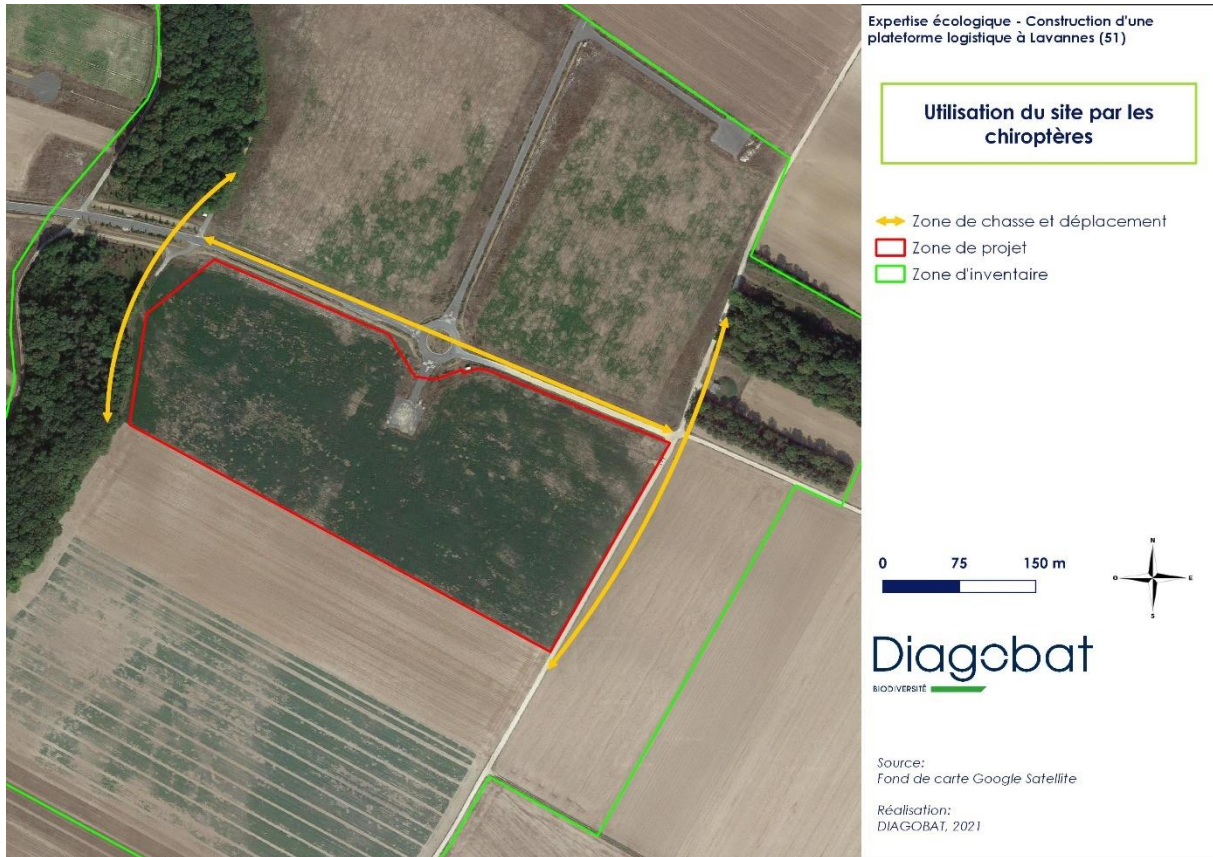 Expertise écologique - Construction d'une
plateforme logistique à Lavannes (51)
Utilisation du site par les
chiroptères
Zone de chasse et déplacement
Zone de projet
Zone d'inventaire
0 75 150 m
N
O E
S
Diagobat
BIODIVERSITÉ
Source:
Fond de carte Google Satellite
Réalisation:
DIAGOBAT, 2021